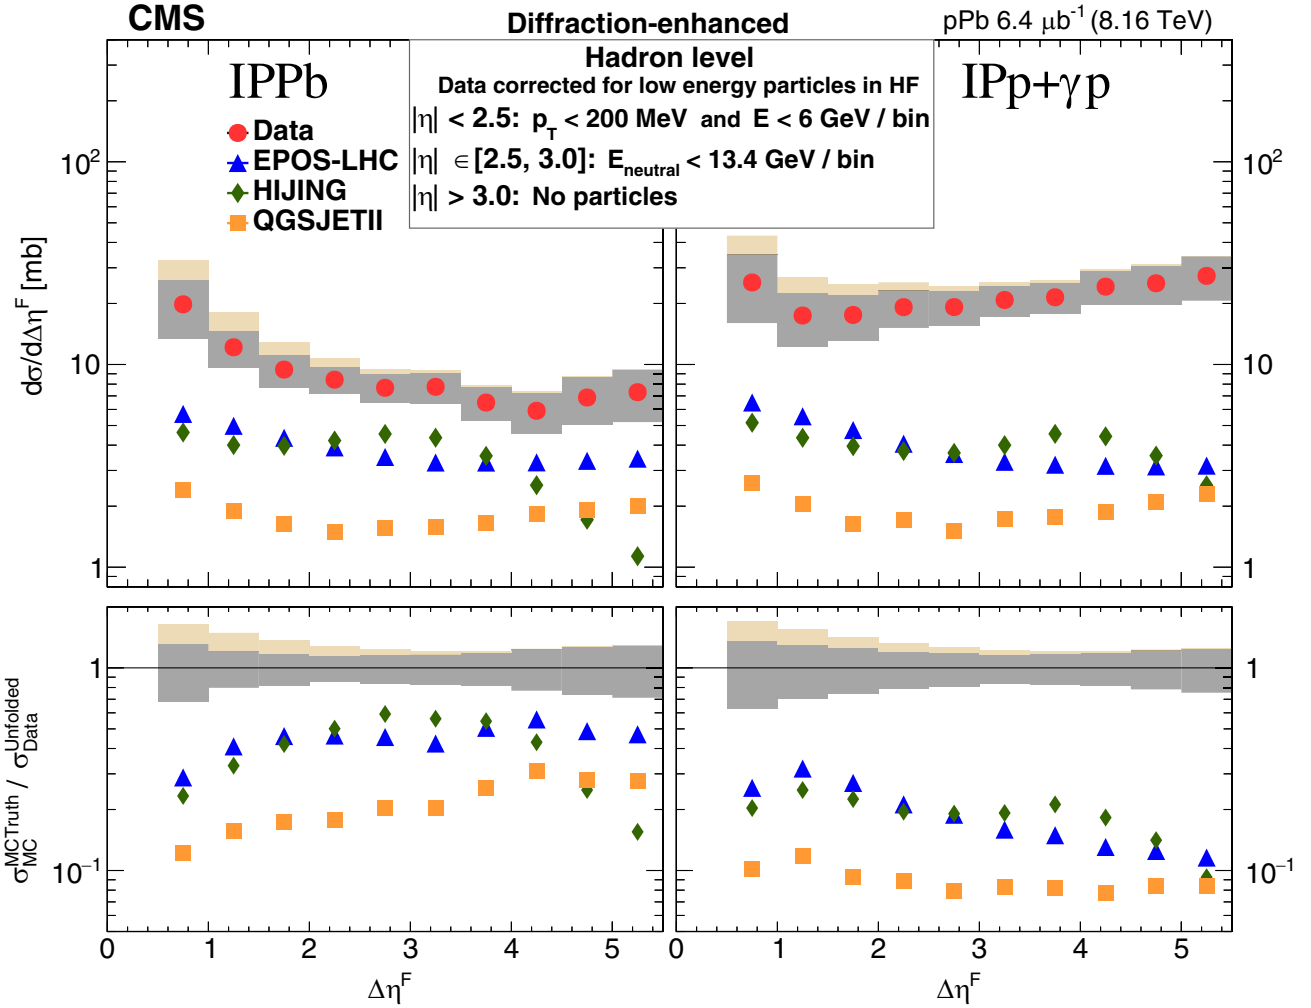 CMS
Diffraction-enhanced
pPb 6.4 μb⁻¹ (8.16 TeV)
IPPb
Hadron level
Data corrected for low energy particles in HF
|η| < 2.5: p_T < 200 MeV and E < 6 GeV / bin
|η| ∈ [2.5, 3.0]: E_neutral < 13.4 GeV / bin
|η| > 3.0: No particles
IPp+γp
Data
EPOS-LHC
HIJING
QGSJETII
dσ/dΔη^F [mb]
10²
10
1
10²
10
1
σ_MC^MCTruth / σ_Data^Unfolded
1
10⁻¹
1
10⁻¹
0 1 2 3 4 5
0 1 2 3 4 5
Δη^F
Δη^F